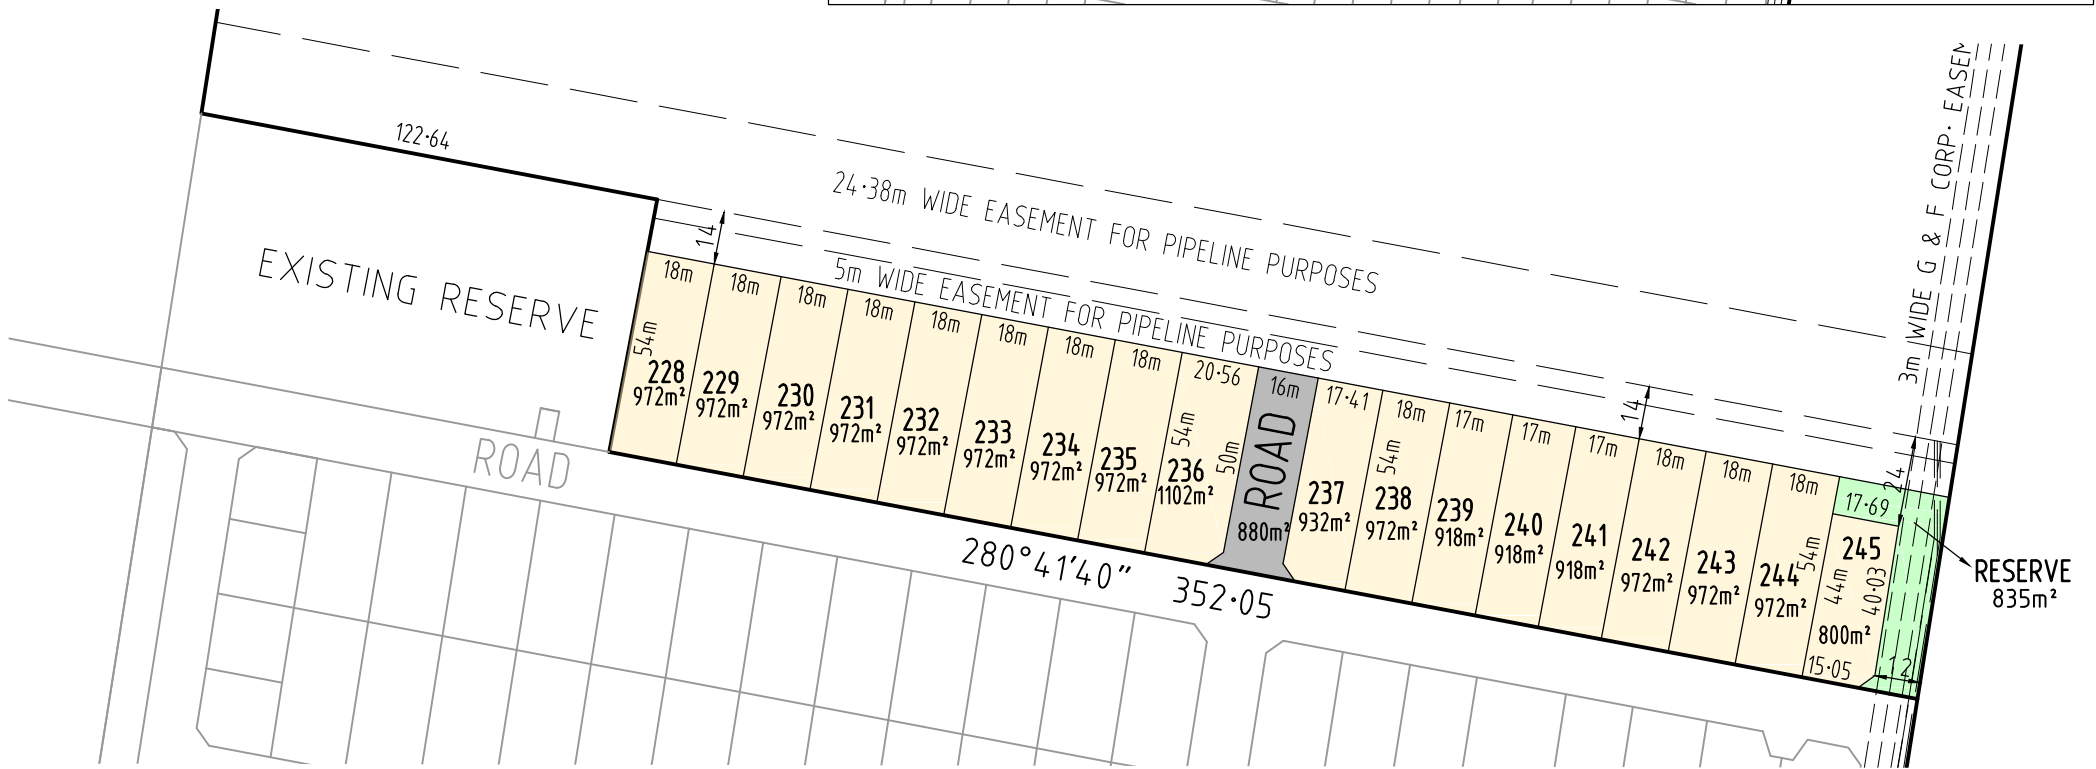 122·64
24·38m WIDE EASEMENT FOR PIPELINE PURPOSES
3m WIDE G & F CORP. EASEM
14
5m WIDE EASEMENT FOR PIPELINE PURPOSES
EXISTING RESERVE
ROAD
18m
54m
228
972m²
18m
229
972m²
18m
230
972m²
18m
231
972m²
18m
232
972m²
18m
233
972m²
18m
234
972m²
18m
235
972m²
20·56
54m
50m
236
1102m²
16m
ROAD
880m²
17·41
237
932m²
18m
54m
238
972m²
17m
239
918m²
17m
240
918m²
17m
241
918m²
14
18m
242
972m²
18m
243
972m²
18m
54m
244
972m²
17·69
24
245
44m
40·03
800m²
15·05
12
RESERVE
835m²
280°41'40"
352·05